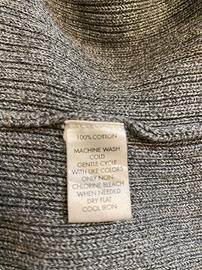 100% COTTON
MACHINE WASH
COLD
GENTLE CYCLE
WITH LIKE COLORS
ONLY NON
CHLORINE BLEACH
WHEN NEEDED
DRY FLAT
COOL IRON